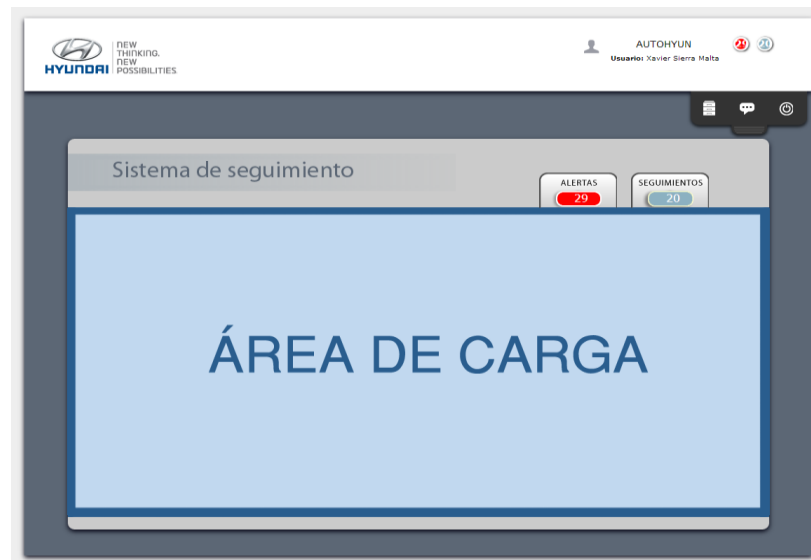 HYUNDAI
NEW
THINKING.
NEW
POSSIBILITIES.
AUTOHYUN
Usuario: Xavier Sierra Malta
Sistema de seguimiento
ALERTAS
29
SEGUIMIENTOS
20
ÁREA DE CARGA